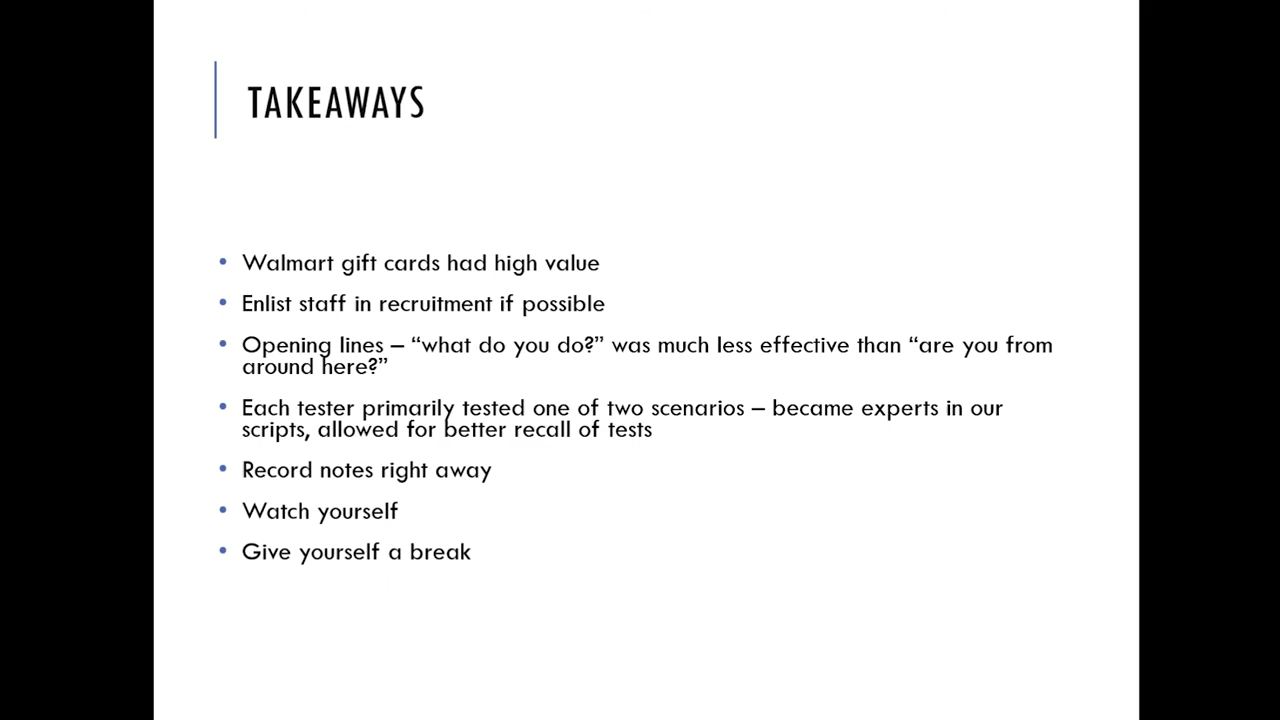 TAKEAWAYS
• Walmart gift cards had high value
• Enlist staff in recruitment if possible
• Opening lines – “what do you do?” was much less effective than “are you from
around here?”
• Each tester primarily tested one of two scenarios – became experts in our
scripts, allowed for better recall of tests
• Record notes right away
• Watch yourself
• Give yourself a break